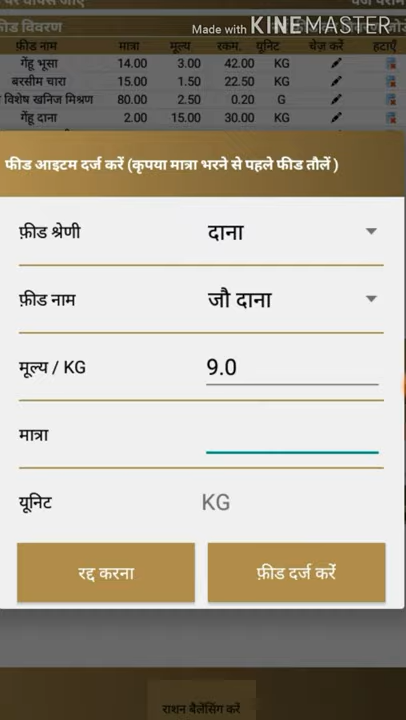 Made with KINEMASTER
फ़ीड विवरण
फ़ीड नाम मात्रा मूल्य रकम. यूनिट चेंज़ करें हटाएँ
गेंहू भूसा 14.00 3.00 42.00 KG
बरसीम चारा 15.00 1.50 22.50 KG
विशेष खनिज मिश्रण 80.00 2.50 0.20 G
गेंहू दाना 2.00 15.00 30.00 KG
फीड आइटम दर्ज करें (कृपया मात्रा भरने से पहले फीड तौलें )
फ़ीड श्रेणी दाना
फ़ीड नाम जौ दाना
मूल्य / KG 9.0
मात्रा
यूनिट KG
रद्द करना फ़ीड दर्ज करें
राशन बैलेंसिंग करें